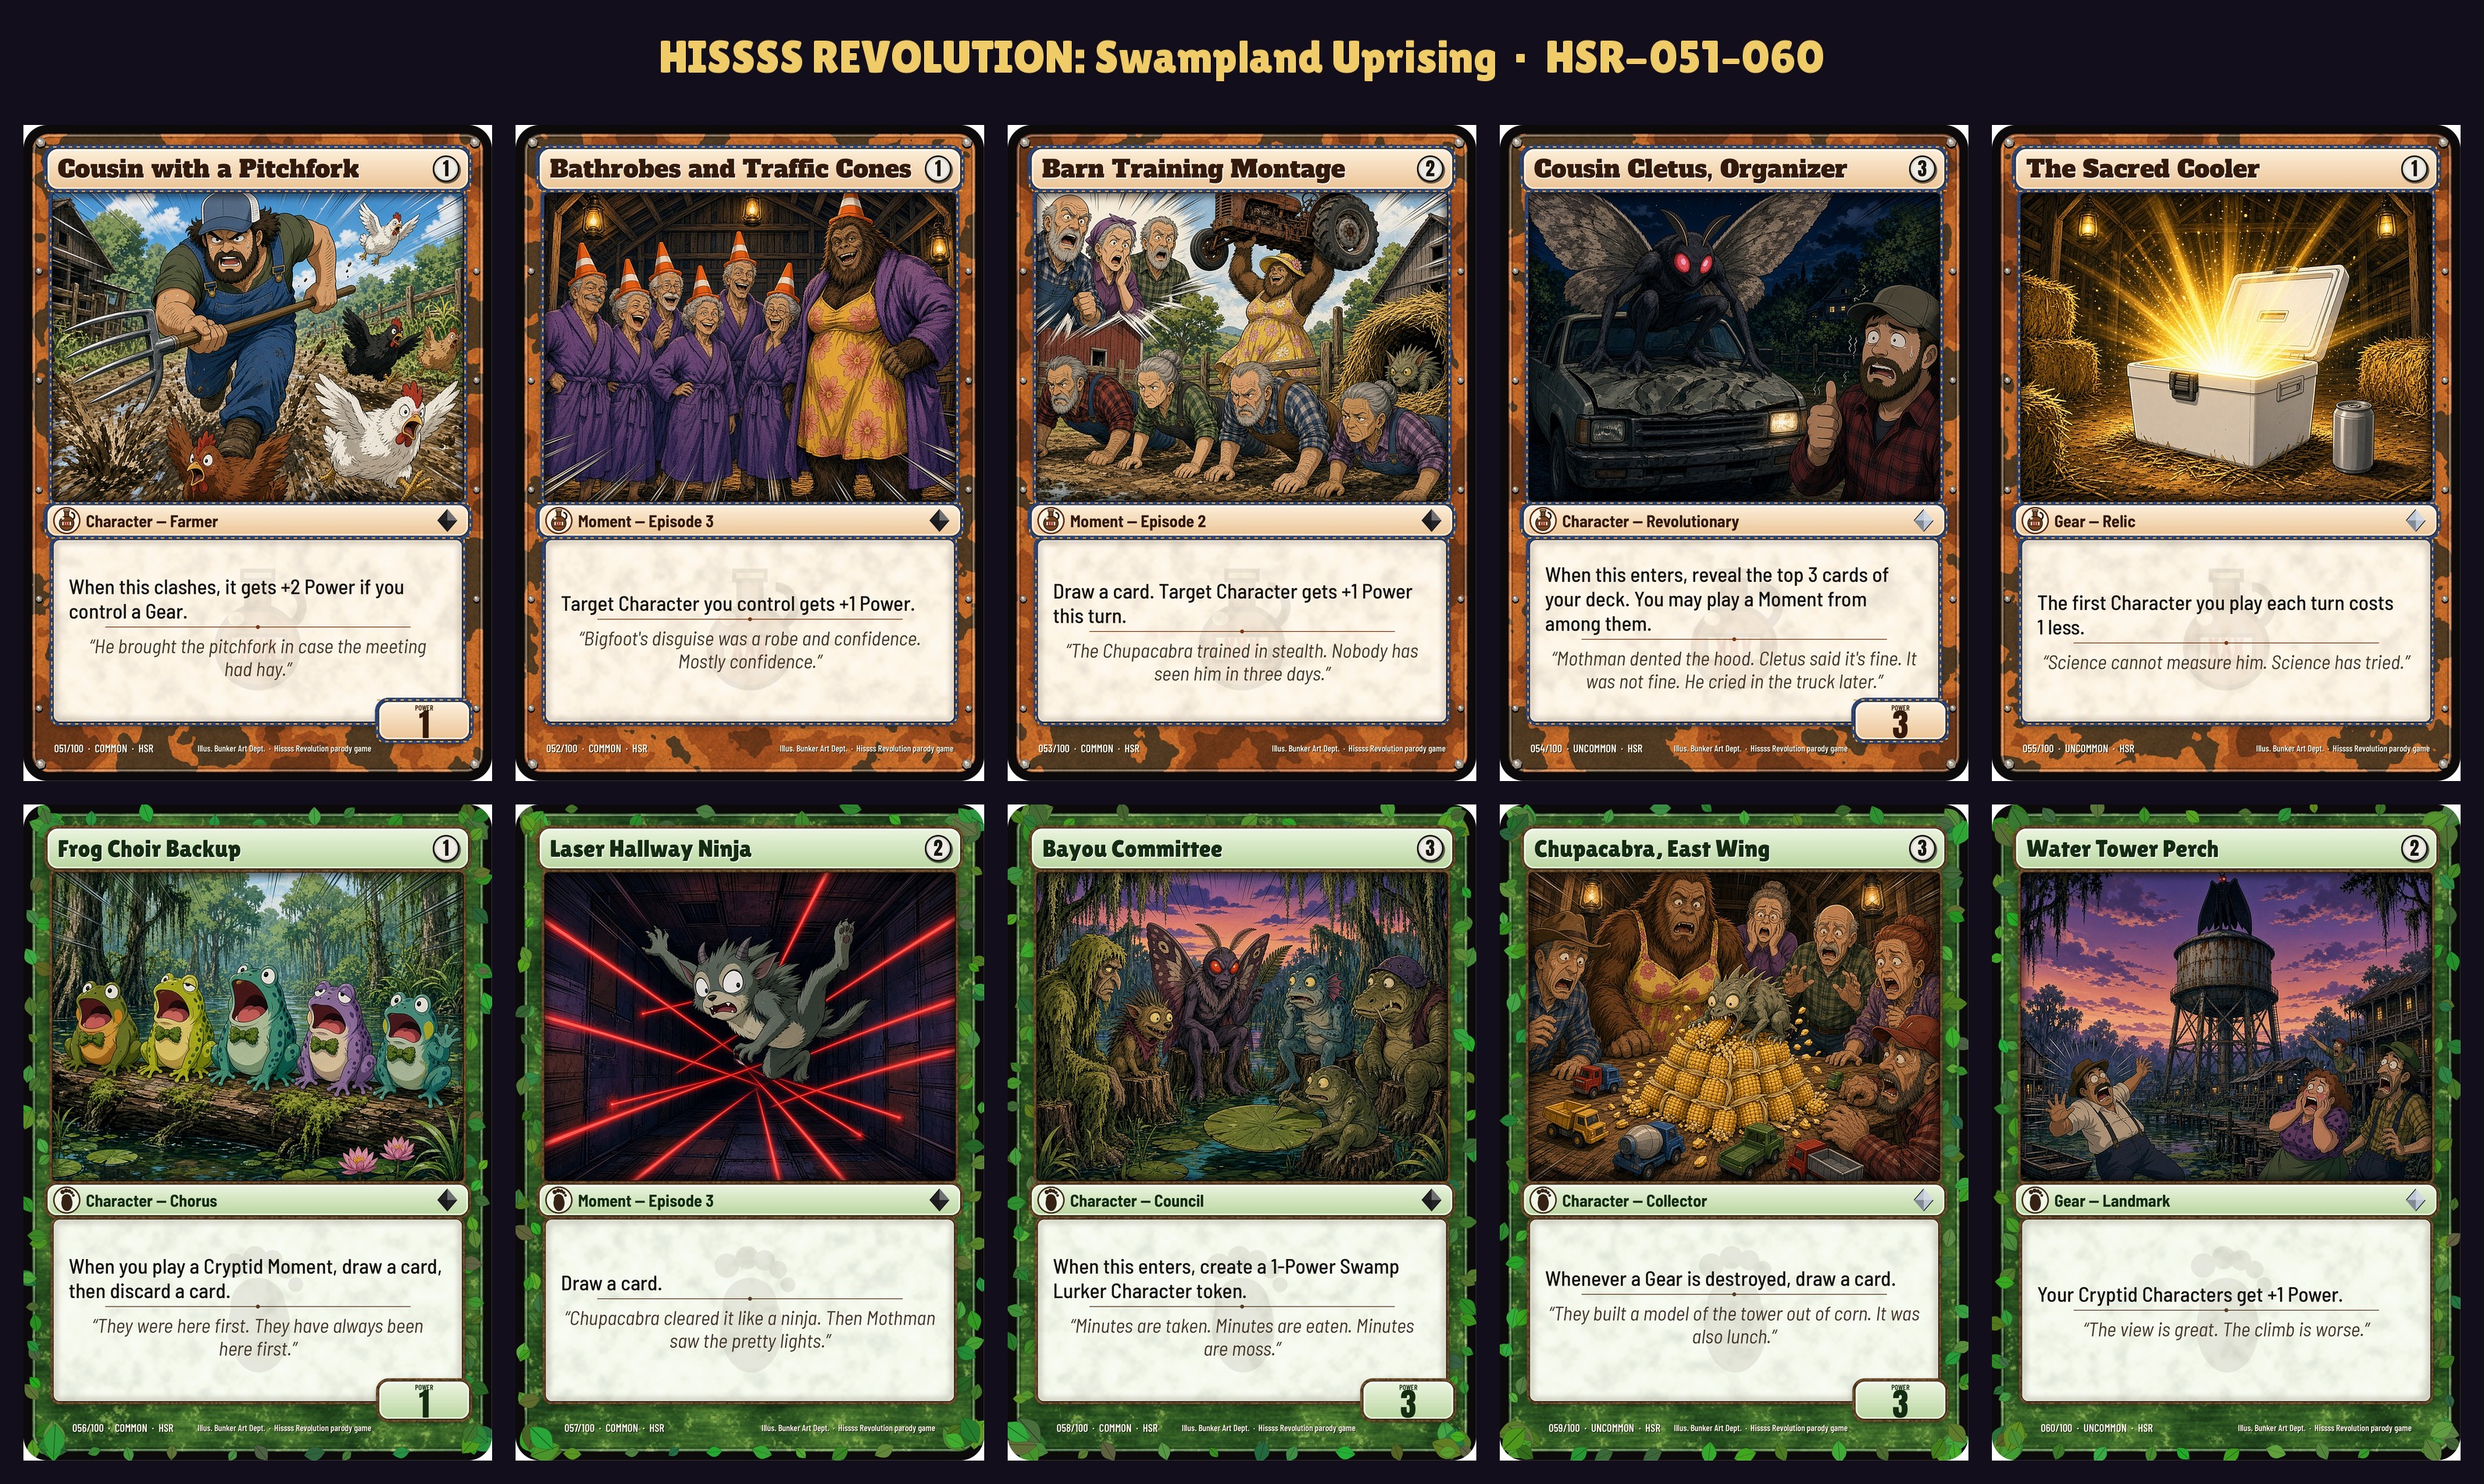 HISSSS REVOLUTION: Swampland Uprising · HSR-051-060
Cousin with a Pitchfork 1
Character – Farmer
When this clashes, it gets +2 Power if you
control a Gear.
“He brought the pitchfork in case the meeting
had hay.”
POWER
1
051/100 · COMMON · HSR Illus. Bunker Art Dept. · Hissss Revolution parody game
Bathrobes and Traffic Cones 1
Moment – Episode 3
Target Character you control gets +1 Power.
“Bigfoot's disguise was a robe and confidence.
Mostly confidence.”
052/100 · COMMON · HSR Illus. Bunker Art Dept. · Hissss Revolution parody game
Barn Training Montage 2
Moment – Episode 2
Draw a card. Target Character gets +1 Power
this turn.
“The Chupacabra trained in stealth. Nobody has
seen him in three days.”
053/100 · COMMON · HSR Illus. Bunker Art Dept. · Hissss Revolution parody game
Cousin Cletus, Organizer 3
Character – Revolutionary
When this enters, reveal the top 3 cards of
your deck. You may play a Moment from
among them.
“Mothman dented the hood. Cletus said it's fine. It
was not fine. He cried in the truck later.”
POWER
3
054/100 · UNCOMMON · HSR Illus. Bunker Art Dept. · Hissss Revolution parody game
The Sacred Cooler 1
Gear – Relic
The first Character you play each turn costs
1 less.
“Science cannot measure him. Science has tried.”
055/100 · UNCOMMON · HSR Illus. Bunker Art Dept. · Hissss Revolution parody game
Frog Choir Backup 1
Character – Chorus
When you play a Cryptid Moment, draw a card,
then discard a card.
“They were here first. They have always been
here first.”
POWER
1
056/100 · COMMON · HSR Illus. Bunker Art Dept. · Hissss Revolution parody game
Laser Hallway Ninja 2
Moment – Episode 3
Draw a card.
“Chupacabra cleared it like a ninja. Then Mothman
saw the pretty lights.”
057/100 · COMMON · HSR Illus. Bunker Art Dept. · Hissss Revolution parody game
Bayou Committee 3
Character – Council
When this enters, create a 1-Power Swamp
Lurker Character token.
“Minutes are taken. Minutes are eaten. Minutes
are moss.”
POWER
3
058/100 · COMMON · HSR Illus. Bunker Art Dept. · Hissss Revolution parody game
Chupacabra, East Wing 3
Character – Collector
Whenever a Gear is destroyed, draw a card.
“They built a model of the tower out of corn. It was
also lunch.”
POWER
3
059/100 · UNCOMMON · HSR Illus. Bunker Art Dept. · Hissss Revolution parody game
Water Tower Perch 2
Gear – Landmark
Your Cryptid Characters get +1 Power.
“The view is great. The climb is worse.”
060/100 · UNCOMMON · HSR Illus. Bunker Art Dept. · Hissss Revolution parody game